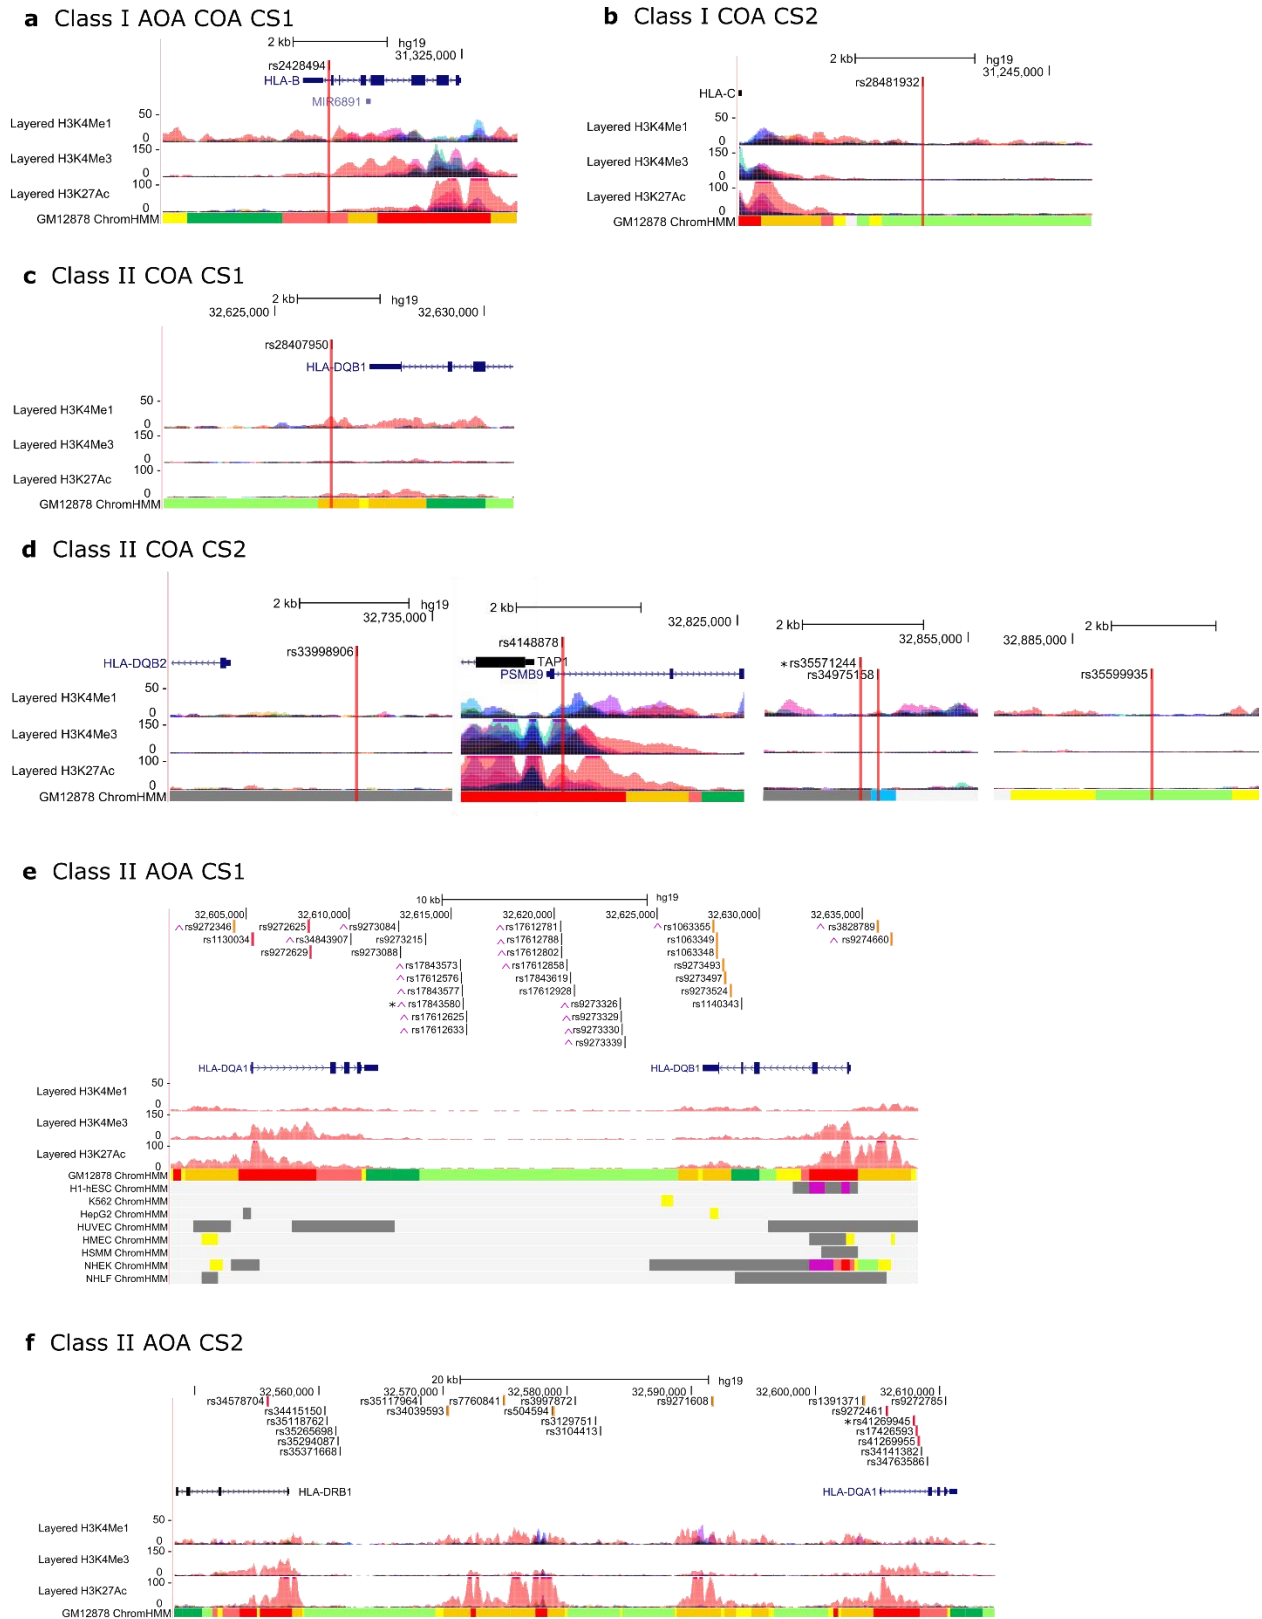 a Class I AOA COA CS1
2 kb hg19
31,325,000
rs2428494
HLA-B
MIR6891
Layered H3K4Me1 50 - 0
Layered H3K4Me3 150 - 0
Layered H3K27Ac 100 - 0
GM12878 ChromHMM
b Class I COA CS2
2 kb hg19
31,245,000
rs28481932
HLA-C
Layered H3K4Me1 50 - 0
Layered H3K4Me3 150 - 0
Layered H3K27Ac 100 - 0
GM12878 ChromHMM
c Class II COA CS1
2 kb hg19
32,625,000 32,630,000
rs28407950
HLA-DQB1
Layered H3K4Me1 50 - 0
Layered H3K4Me3 150 - 0
Layered H3K27Ac 100 - 0
GM12878 ChromHMM
d Class II COA CS2
2 kb hg19 2 kb 2 kb 2 kb
32,735,000 32,825,000 32,855,000 32,885,000
rs33998906 rs4148878 *rs35571244 rs35599935
rs34975158
HLA-DQB2 TAP1
PSMB9
Layered H3K4Me1 50 - 0
Layered H3K4Me3 150 - 0
Layered H3K27Ac 100 - 0
GM12878 ChromHMM
e Class II AOA CS1
10 kb hg19
32,605,000 32,610,000 32,615,000 32,620,000 32,625,000 32,630,000 32,635,000
^ rs9272346 rs9272625 ^ rs9273084 ^ rs17612781 ^ rs1063355 ^ rs3828789
rs1130034 ^ rs34843907 rs9273215 ^ rs17612788 rs1063349 ^ rs9274660
rs9272629 rs9273088 ^ rs17612802 rs1063348
^ rs17843573 ^ rs17612858 rs9273493
^ rs17612576 rs17843619 rs9273497
^ rs17843577 rs17612928 rs9273524
*^ rs17843580 ^ rs9273326 rs1140343
^ rs17612625 ^ rs9273329
^ rs17612633 ^ rs9273330
^ rs9273339
HLA-DQA1 HLA-DQB1
Layered H3K4Me1 50 - 0
Layered H3K4Me3 150 - 0
Layered H3K27Ac 100 - 0
GM12878 ChromHMM
H1-hESC ChromHMM
K562 ChromHMM
HepG2 ChromHMM
HUVEC ChromHMM
HMEC ChromHMM
HSMM ChromHMM
NHEK ChromHMM
NHLF ChromHMM
f Class II AOA CS2
20 kb hg19
32,560,000 32,570,000 32,580,000 32,590,000 32,600,000 32,610,000
rs34578704 rs35117964 rs7760841 rs3997872 rs9271608 rs1391371 rs9272785
rs34415150 rs34039593 rs504594 rs9272461
rs35118762 rs3129751 *rs41269945
rs35265698 rs3104413 rs17426593
rs35294087 rs41269955
rs35371668 rs34141382
rs34763586
HLA-DRB1 HLA-DQA1
Layered H3K4Me1 50 - 0
Layered H3K4Me3 150 - 0
Layered H3K27Ac 100 - 0
GM12878 ChromHMM